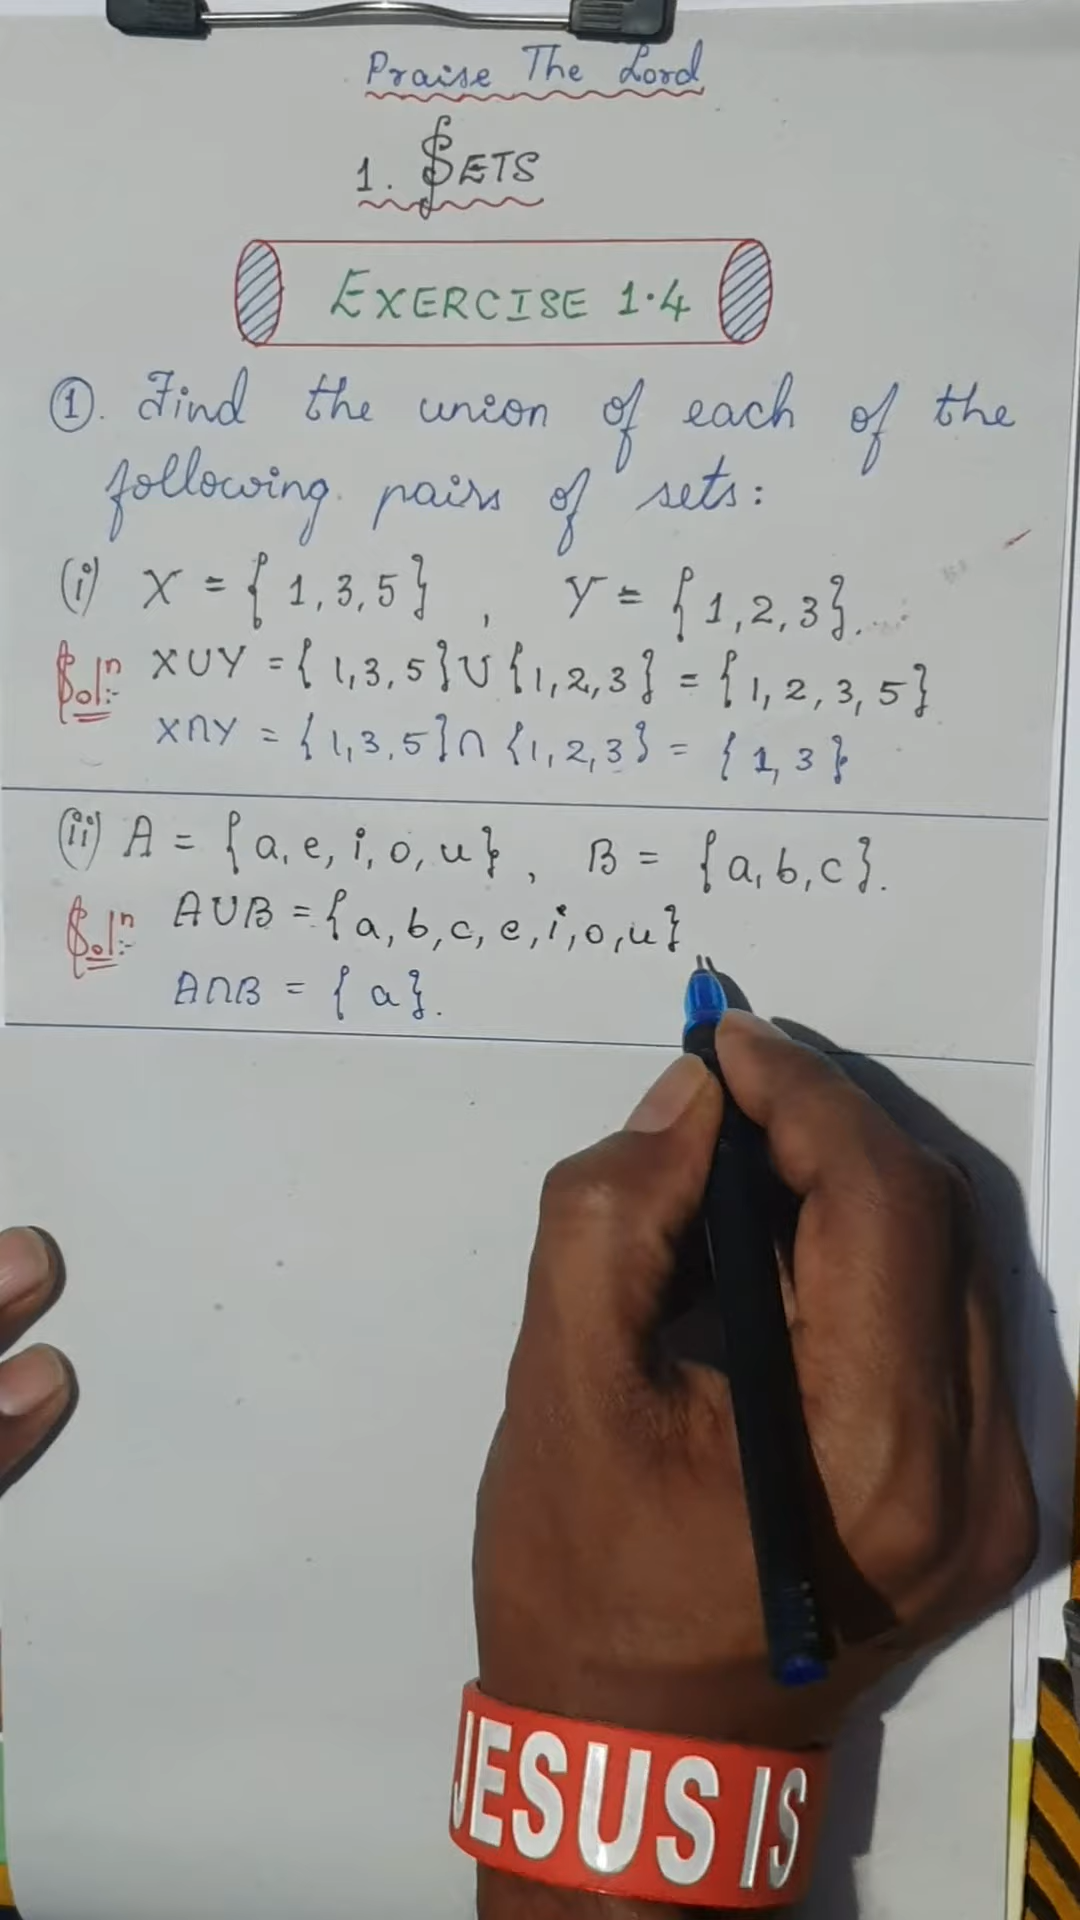 Praise The Lord
1. SETS
EXERCISE 1.4
①. Find the union of each of the
following pairs of sets:
(i) X = { 1, 3, 5 } , Y = { 1, 2, 3 }.
Solⁿ:- X∪Y = { 1, 3, 5 } ∪ { 1, 2, 3 } = { 1, 2, 3, 5 }
X∩Y = { 1, 3, 5 } ∩ { 1, 2, 3 } = { 1, 3 }
(ii) A = { a, e, i, o, u } , B = { a, b, c }.
Solⁿ:- A∪B = { a, b, c, e, i, o, u }
A∩B = { a }.
JESUS IS